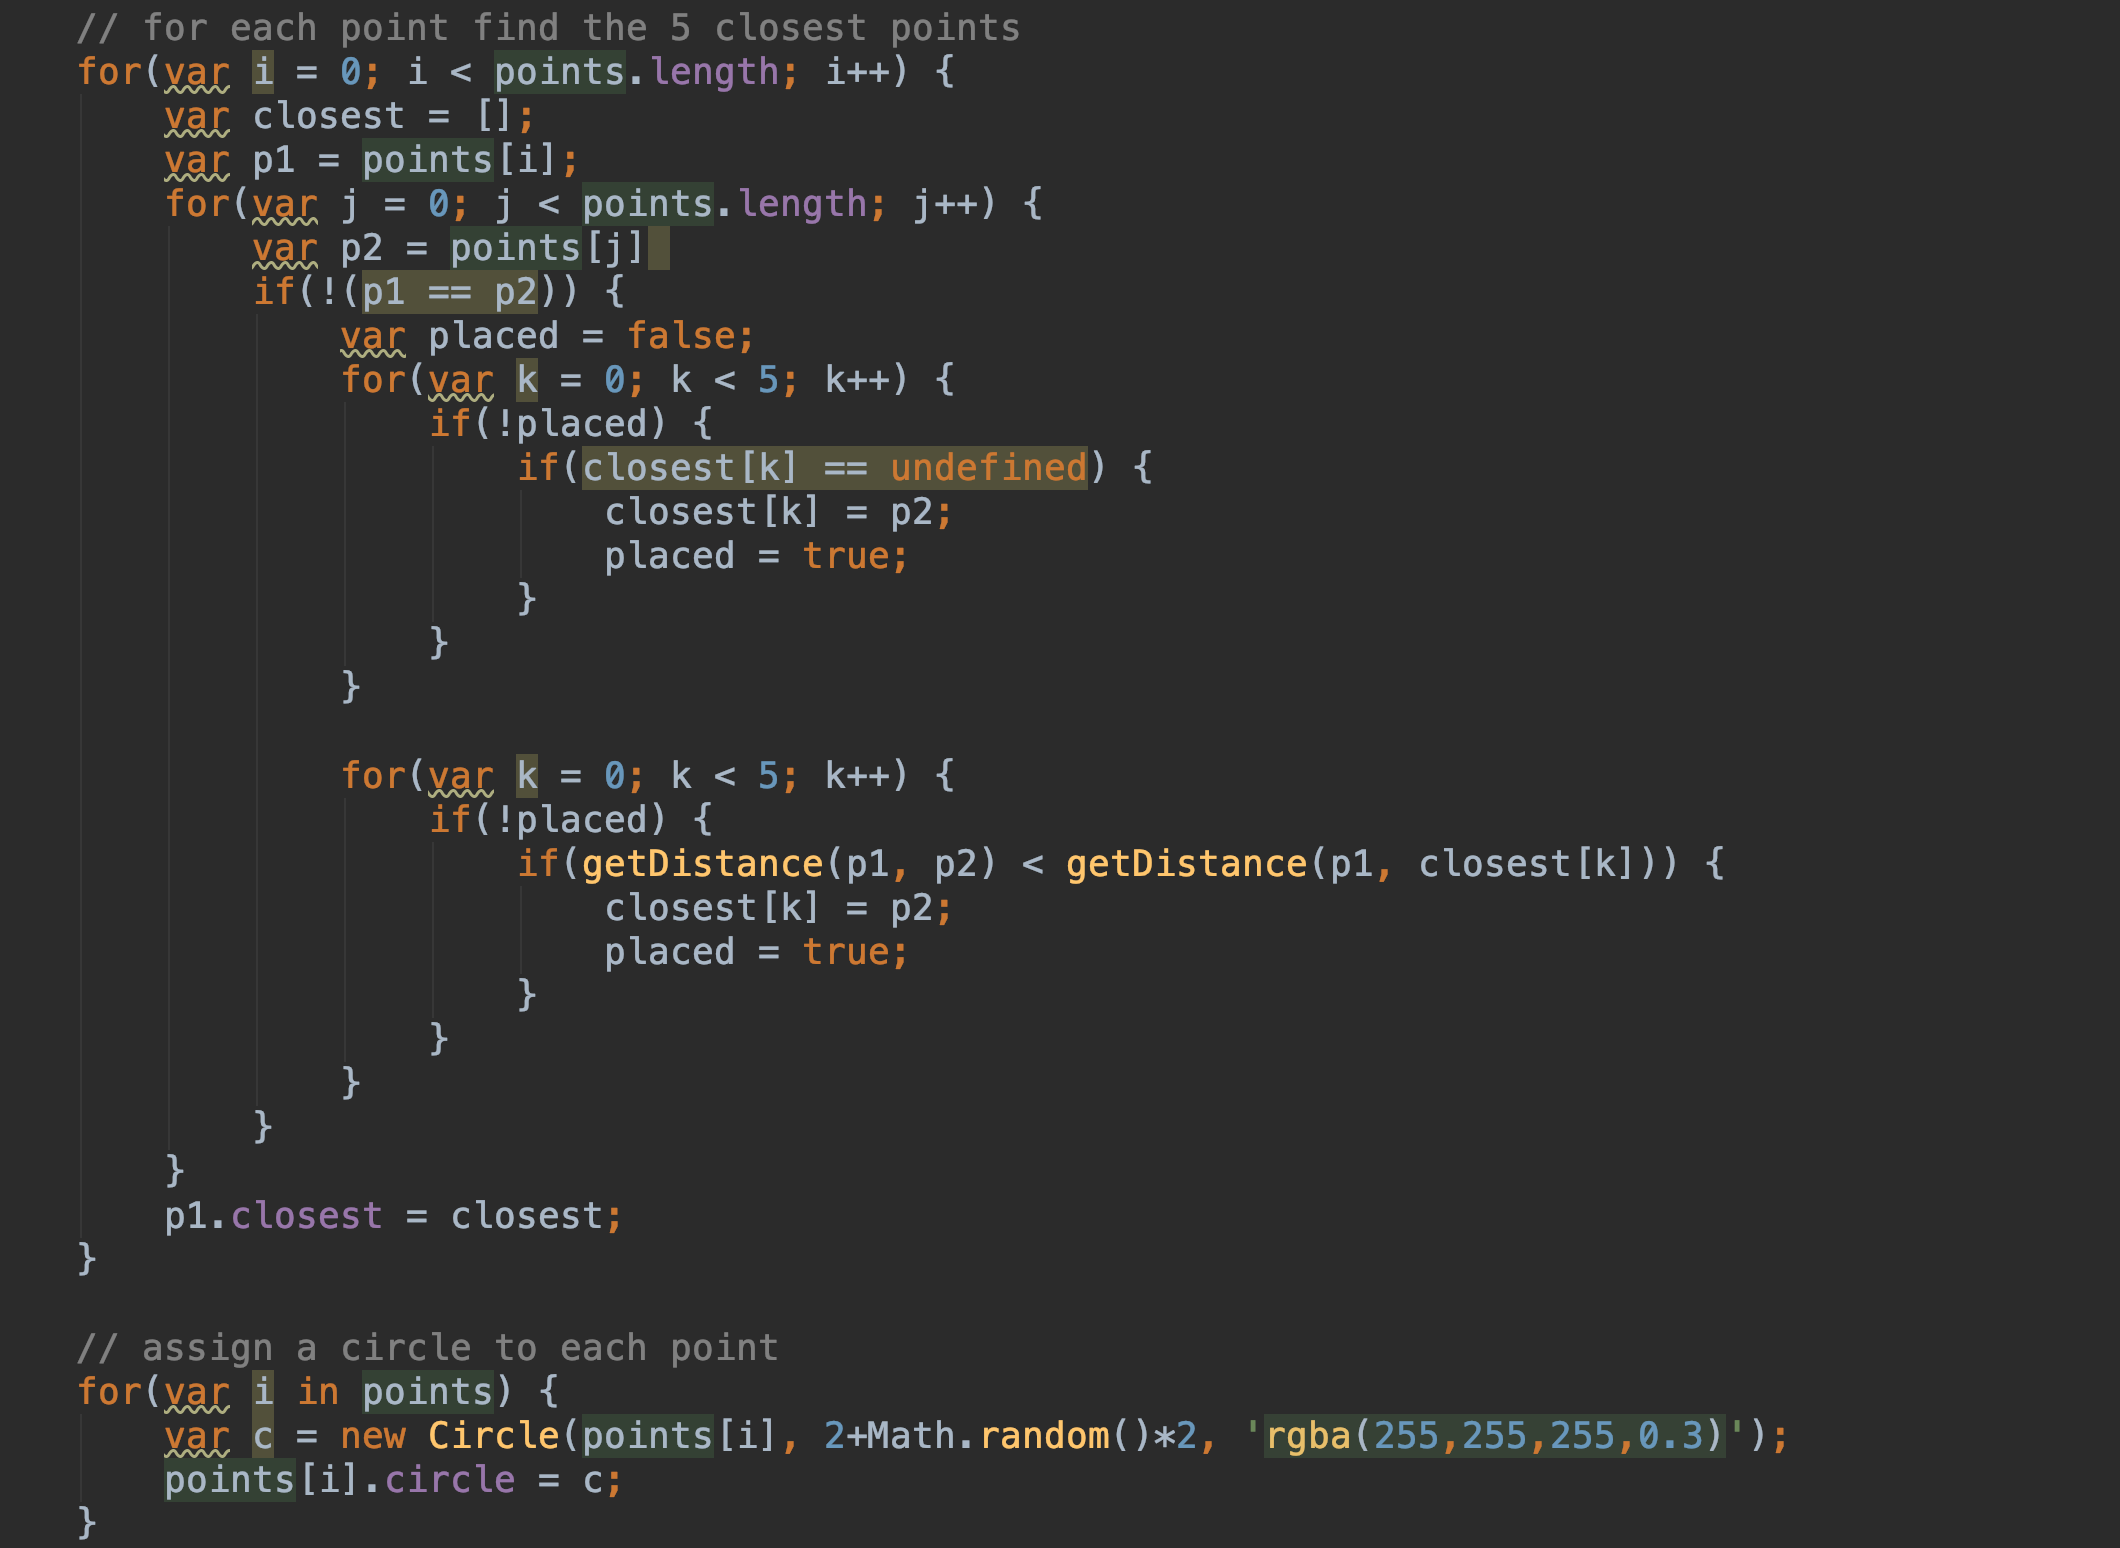 // for each point find the 5 closest points
for(var i = 0; i < points.length; i++) {
    var closest = [];
    var p1 = points[i];
    for(var j = 0; j < points.length; j++) {
        var p2 = points[j]
        if(!(p1 == p2)) {
            var placed = false;
            for(var k = 0; k < 5; k++) {
                if(!placed) {
                    if(closest[k] == undefined) {
                        closest[k] = p2;
                        placed = true;
                    }
                }
            }

            for(var k = 0; k < 5; k++) {
                if(!placed) {
                    if(getDistance(p1, p2) < getDistance(p1, closest[k])) {
                        closest[k] = p2;
                        placed = true;
                    }
                }
            }
        }
    }
    p1.closest = closest;
}

// assign a circle to each point
for(var i in points) {
    var c = new Circle(points[i], 2+Math.random()*2, 'rgba(255,255,255,0.3)');
    points[i].circle = c;
}